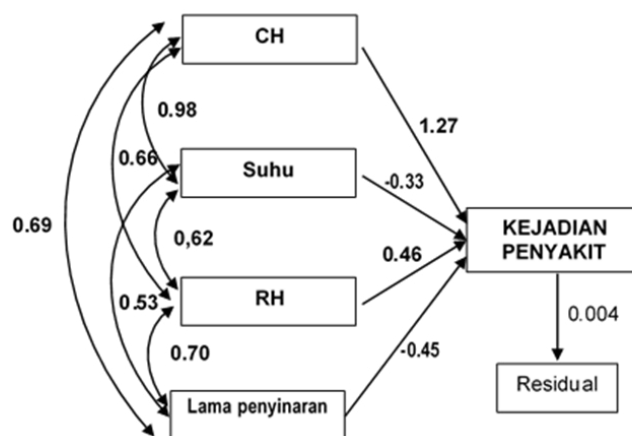 CH
0.98
1.27
0.66
Suhu
-0.33
0.69
0,62
KEJADIAN
PENYAKIT
0.46
0.53
RH
0.004
0.70
-0.45
Residual
Lama penyinaran